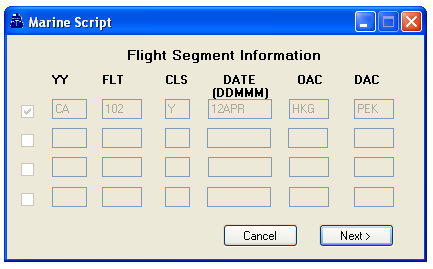 Marine Script
Flight Segment Information
YY FLT CLS DATE OAC DAC
(DDMMM)
CA 102 Y 12APR HKG PEK
Cancel Next >